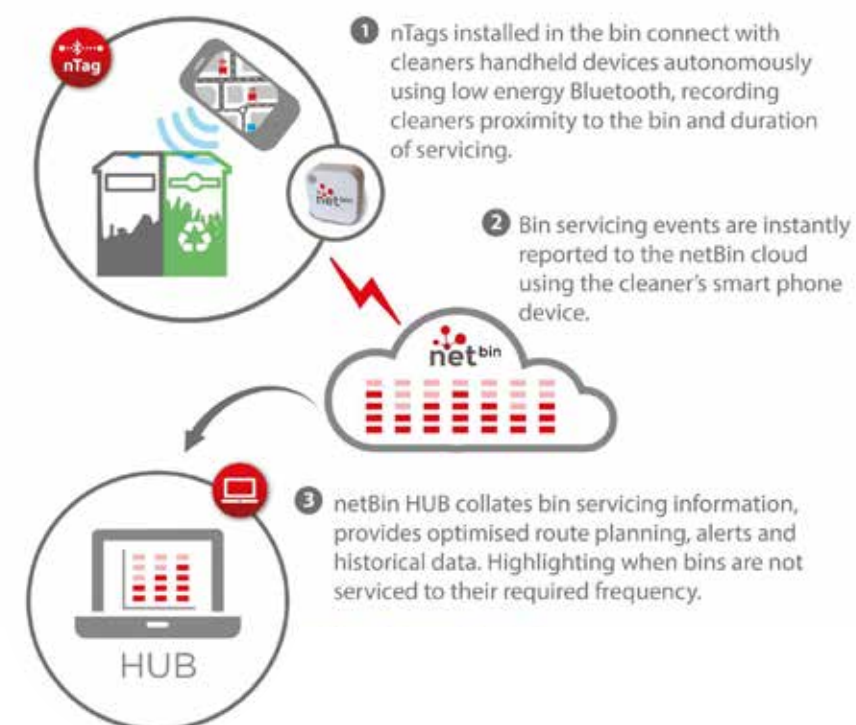 nTag
1 nTags installed in the bin connect with
cleaners handheld devices autonomously
using low energy Bluetooth, recording
cleaners proximity to the bin and duration
of servicing.
net bin
2 Bin servicing events are instantly
reported to the netBin cloud
using the cleaner's smart phone
device.
net bin
3 netBin HUB collates bin servicing information,
provides optimised route planning, alerts and
historical data. Highlighting when bins are not
serviced to their required frequency.
HUB